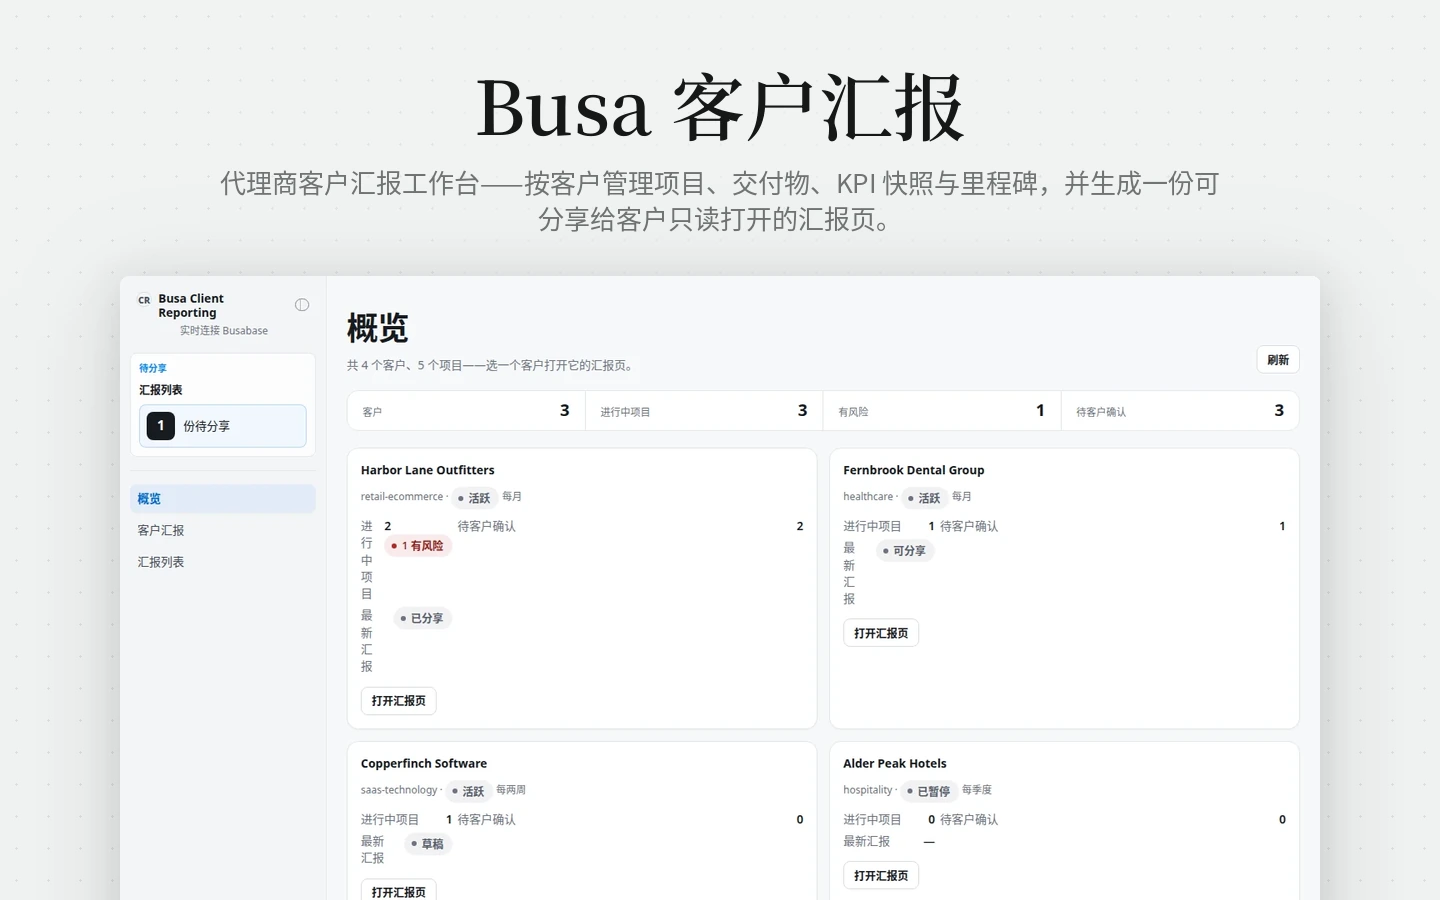 Busa 客户汇报
代理商客户汇报工作台——按客户管理项目、交付物、KPI 快照与里程碑，并生成一份可
分享给客户只读打开的汇报页。
CR
Busa Client
Reporting
实时连接 Busabase
待分享
汇报列表
1 份待分享
概览
客户汇报
汇报列表
概览
共 4 个客户、5 个项目——选一个客户打开它的汇报页。
刷新
客户 3
进行中项目 3
有风险 1
待客户确认 3
Harbor Lane Outfitters
retail-ecommerce · 活跃 每月
进行中项目 2 1 有风险
待客户确认 2
最新汇报 已分享
打开汇报页
Fernbrook Dental Group
healthcare · 活跃 每月
进行中项目 1 待客户确认 1
最新汇报 可分享
打开汇报页
Copperfinch Software
saas-technology · 活跃 每两周
进行中项目 1 待客户确认 0
最新
汇报 草稿
打开汇报页
Alder Peak Hotels
hospitality · 已暂停 每季度
进行中项目 0 待客户确认 0
最新汇报 —
打开汇报页